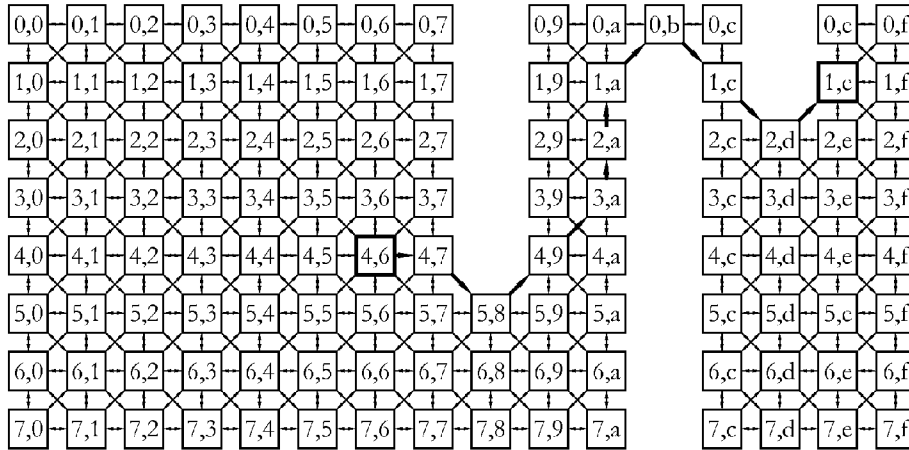 0,0 0,1 0,2 0,3 0,4 0,5 0,6 0,7 0,9 0,a 0,b 0,c 0,e 0,f
1,0 1,1 1,2 1,3 1,4 1,5 1,6 1,7 1,9 1,a 1,c 1,e 1,f
2,0 2,1 2,2 2,3 2,4 2,5 2,6 2,7 2,9 2,a 2,c 2,d 2,e 2,f
3,0 3,1 3,2 3,3 3,4 3,5 3,6 3,7 3,9 3,a 3,c 3,d 3,e 3,f
4,0 4,1 4,2 4,3 4,4 4,5 4,6 4,7 4,9 4,a 4,c 4,d 4,e 4,f
5,0 5,1 5,2 5,3 5,4 5,5 5,6 5,7 5,8 5,9 5,a 5,c 5,d 5,e 5,f
6,0 6,1 6,2 6,3 6,4 6,5 6,6 6,7 6,8 6,9 6,a 6,c 6,d 6,e 6,f
7,0 7,1 7,2 7,3 7,4 7,5 7,6 7,7 7,8 7,9 7,a 7,c 7,d 7,e 7,f